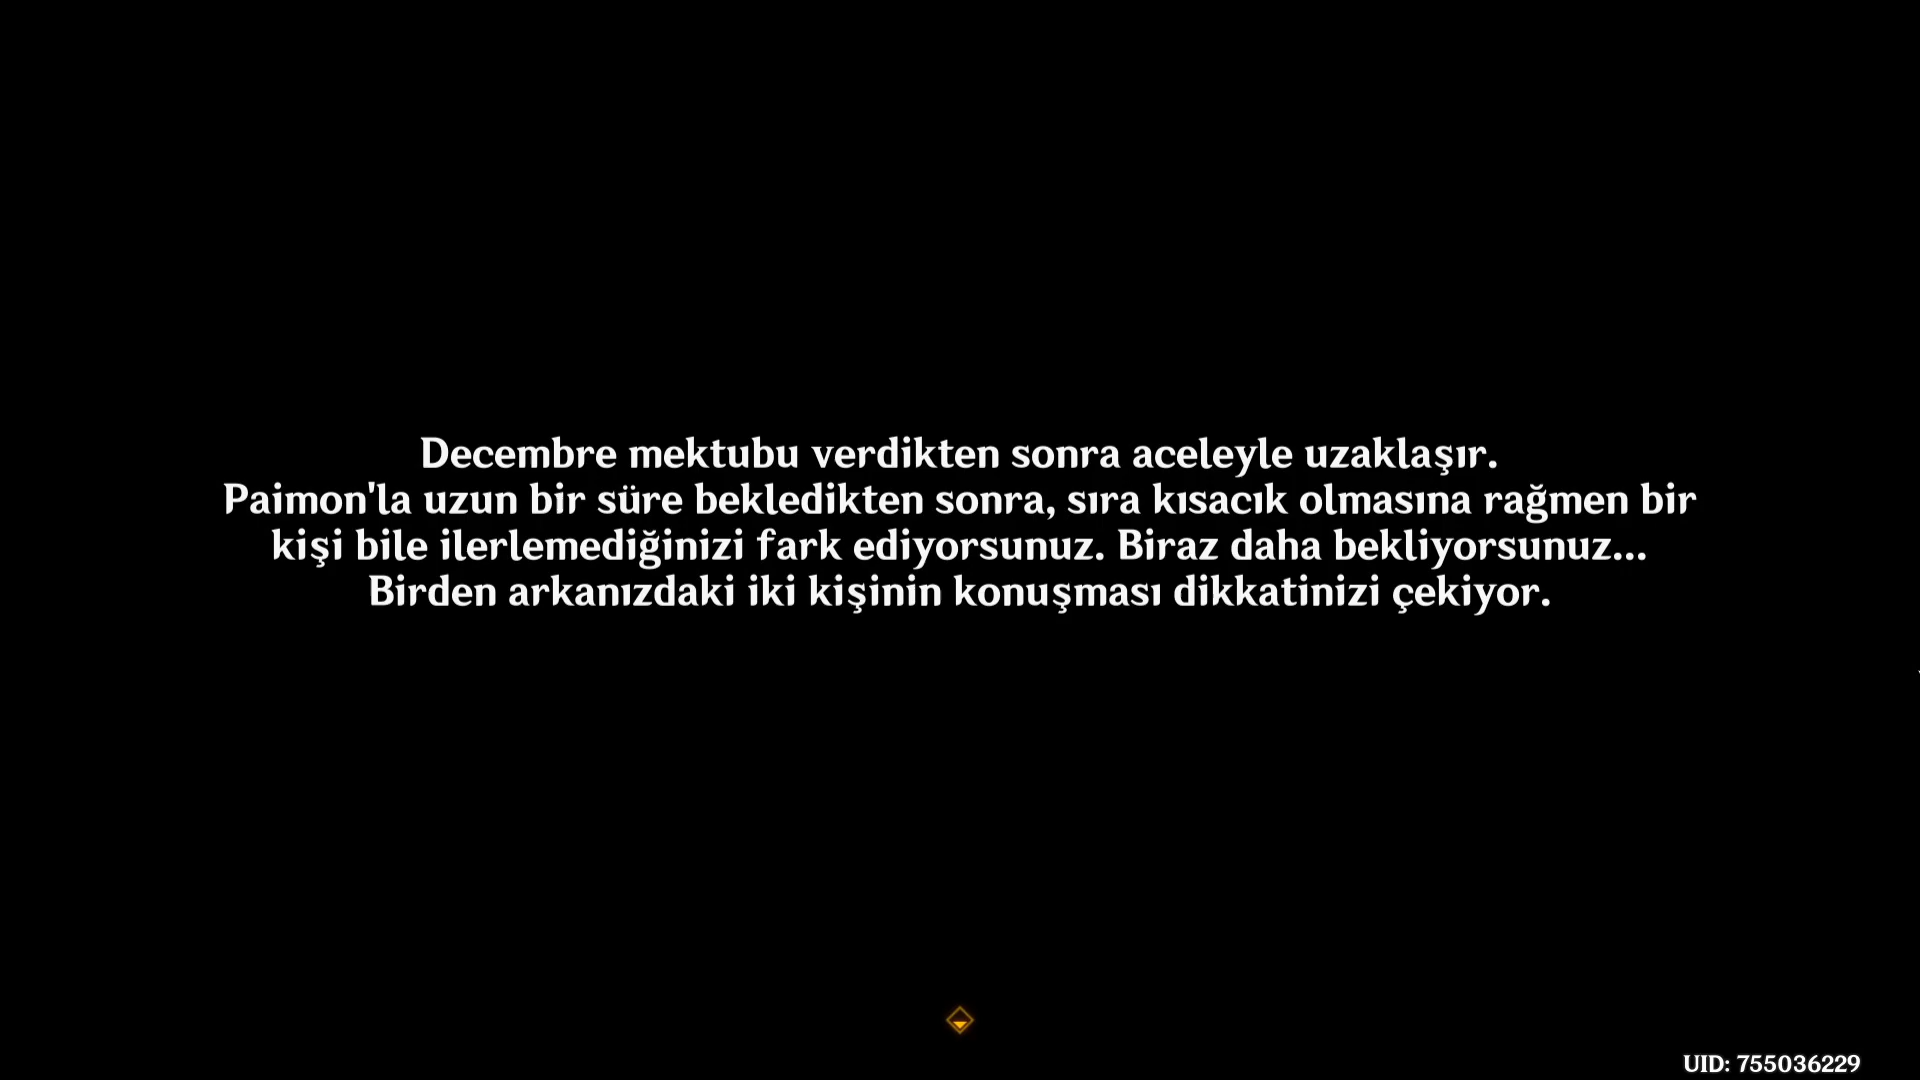 Decembre mektubu verdikten sonra aceleyle uzaklaşır.
Paimon'la uzun bir süre bekledikten sonra, sıra kısacık olmasına rağmen bir
kişi bile ilerlemediğinizi fark ediyorsunuz. Biraz daha bekliyorsunuz...
Birden arkanızdaki iki kişinin konuşması dikkatinizi çekiyor.
UID: 755036229